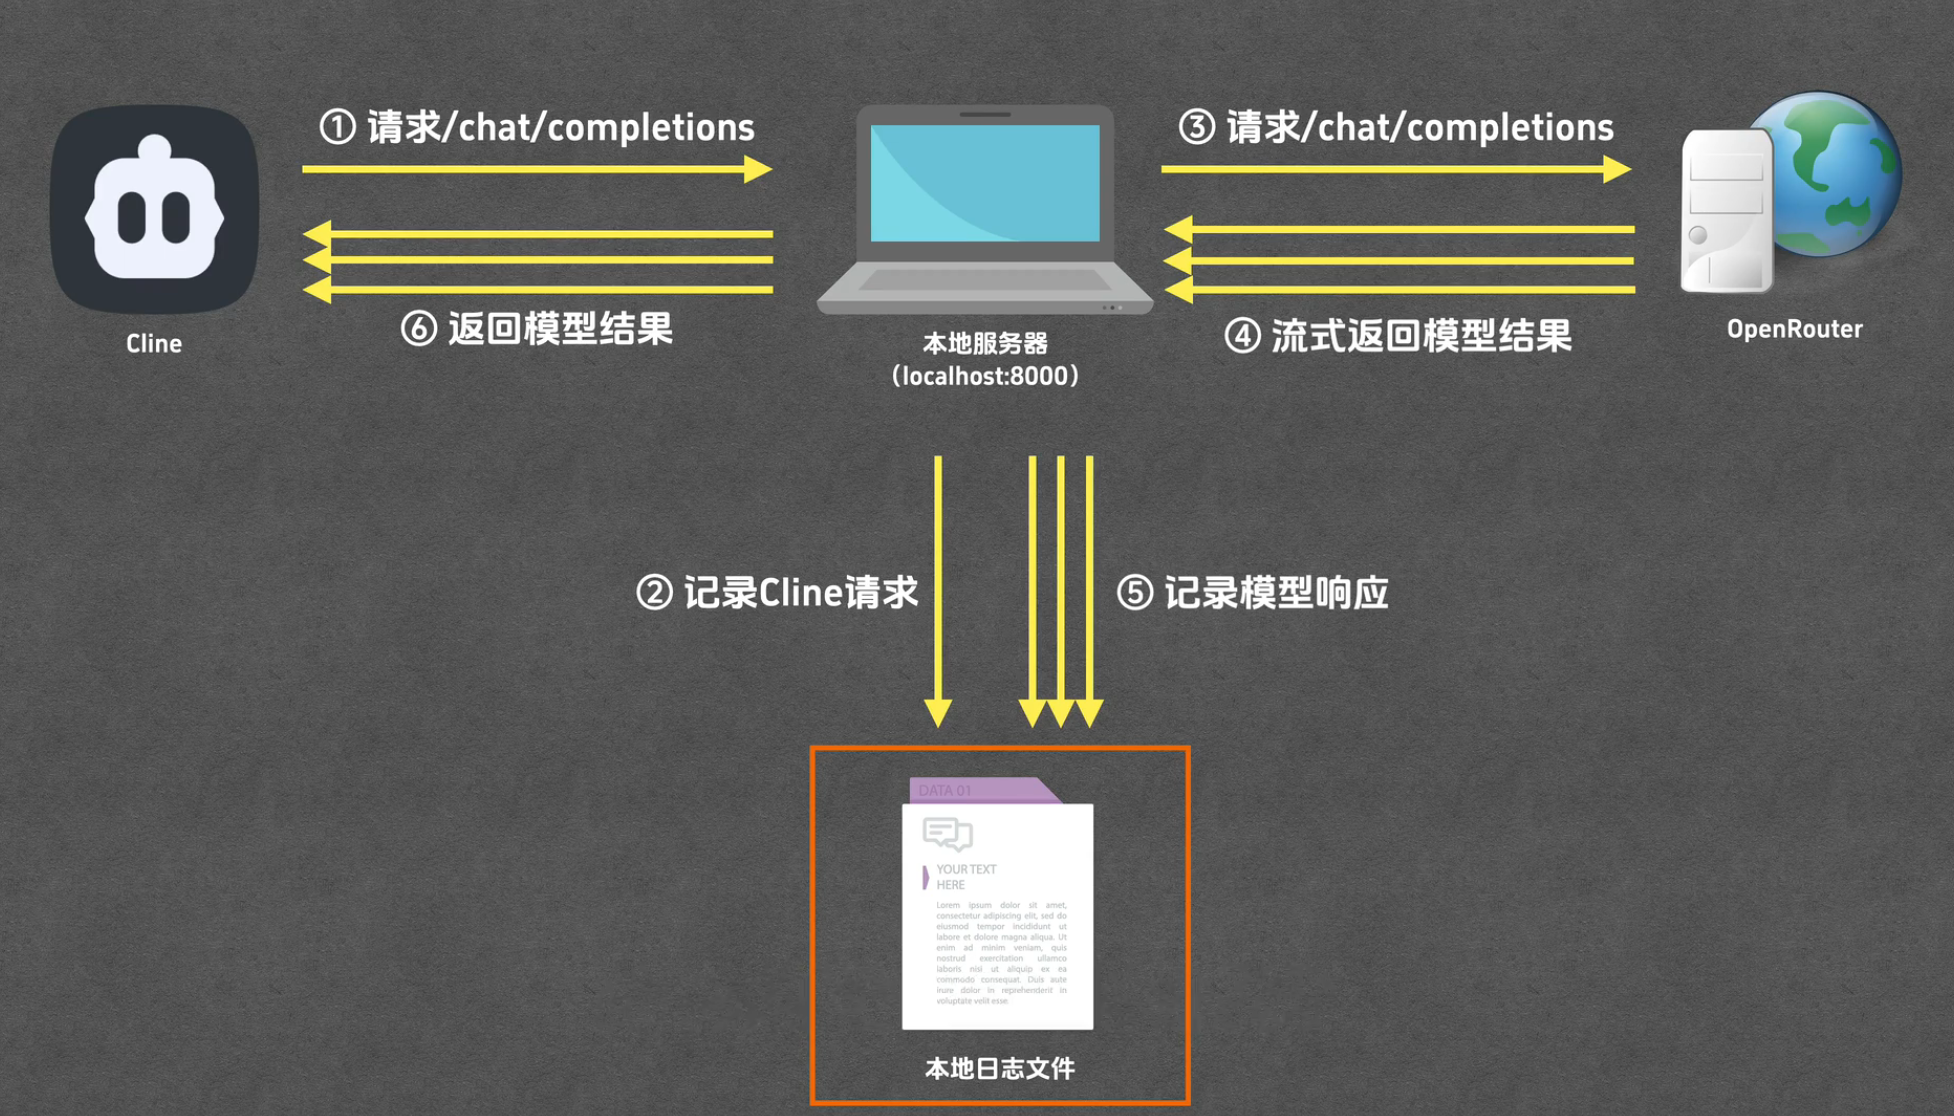 ① 请求/chat/completions
③ 请求/chat/completions
⑥ 返回模型结果
④ 流式返回模型结果
Cline
本地服务器
（localhost:8000）
OpenRouter
② 记录Cline请求
⑤ 记录模型响应
DATA 01
YOUR TEXT
HERE
Lorem ipsum dolor sit amet,
consectetur adipiscing elit, sed do
eiusmod tempor incididunt ut
labore et dolore magna aliqua. Ut
enim ad minim veniam, quis
nostrud exercitation ullamco
laboris nisi ut aliquip ex ea
commodo consequat. Duis aute
irure dolor in reprehenderit in
voluptate velit esse
本地日志文件